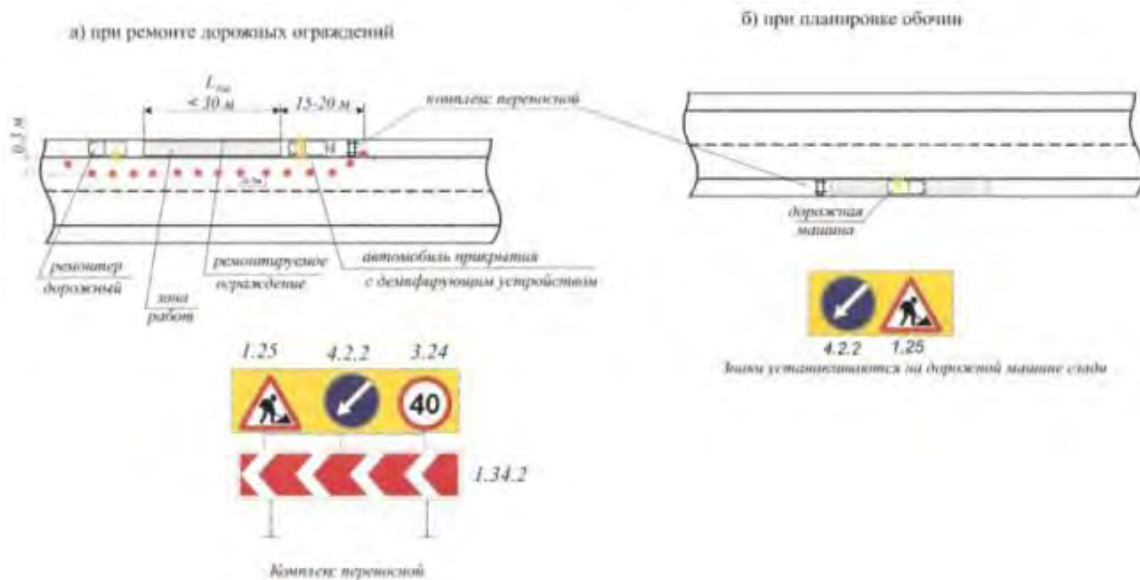 а) при ремонте дорожных ограждений
б) при планировке обочин
< 30 м
15-20 м
комплекс переносной
0.3 м
ремонтер
дорожный
зона
работ
ремонтируемое
ограждение
автомобиль прикрытия
с демпфирующим устройством
дорожная
машина
4.2.2
1.25
Знаки устанавливаются на дорожной машине сзади
1.25
4.2.2
3.24
40
1.34.2
Комплекс переносной